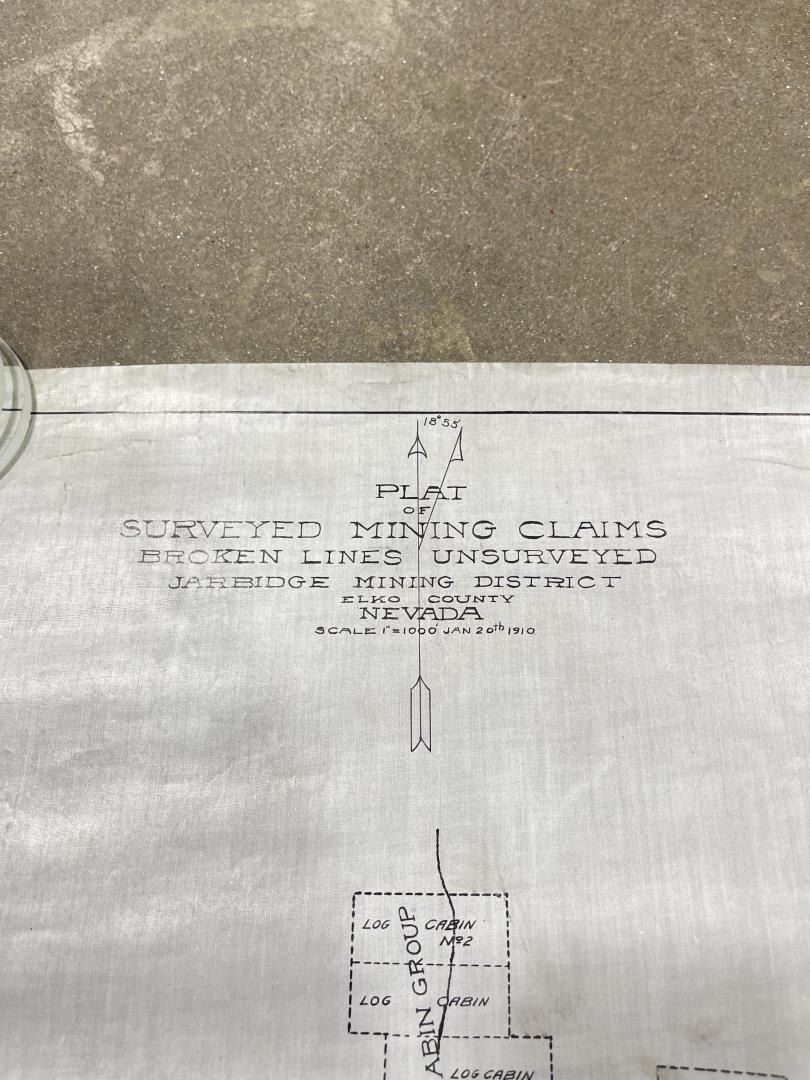 18°55'
PLAT
OF
SURVEYED MINING CLAIMS
BROKEN LINES UNSURVEYED
JARBIDGE MINING DISTRICT
ELKO COUNTY
NEVADA
SCALE 1"=1000' JAN 20th 1910
LOG CABIN
Nº2
LOG CABIN
ABIN GROUP
LOG CABIN